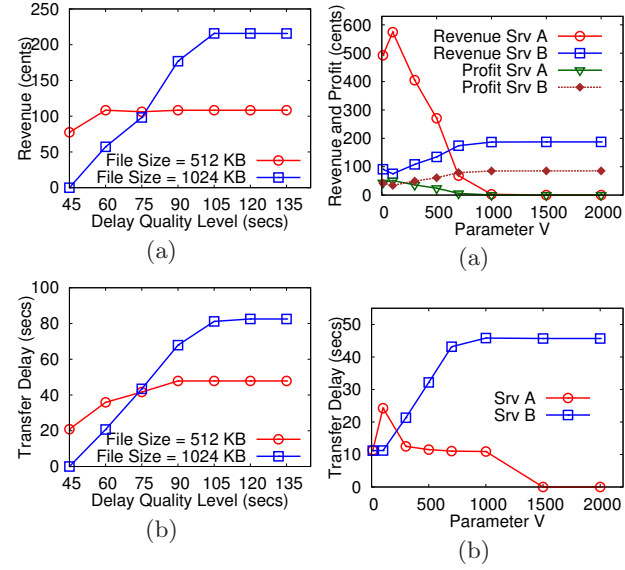 250
200
150
100
50
0
Revenue (cents)
File Size = 512 KB
File Size = 1024 KB
45 60 75 90 105 120 135
Delay Quality Level (secs)
(a)
600
500
400
300
200
100
0
Revenue and Profit (cents)
Revenue Srv A
Revenue Srv B
Profit Srv A
Profit Srv B
0 500 1000 1500 2000
Parameter V
(a)
100
80
60
40
20
0
Transfer Delay (secs)
File Size = 512 KB
File Size = 1024 KB
45 60 75 90 105 120 135
Delay Quality Level (secs)
(b)
50
40
30
20
10
0
Transfer Delay (secs)
Srv A
Srv B
0 500 1000 1500 2000
Parameter V
(b)